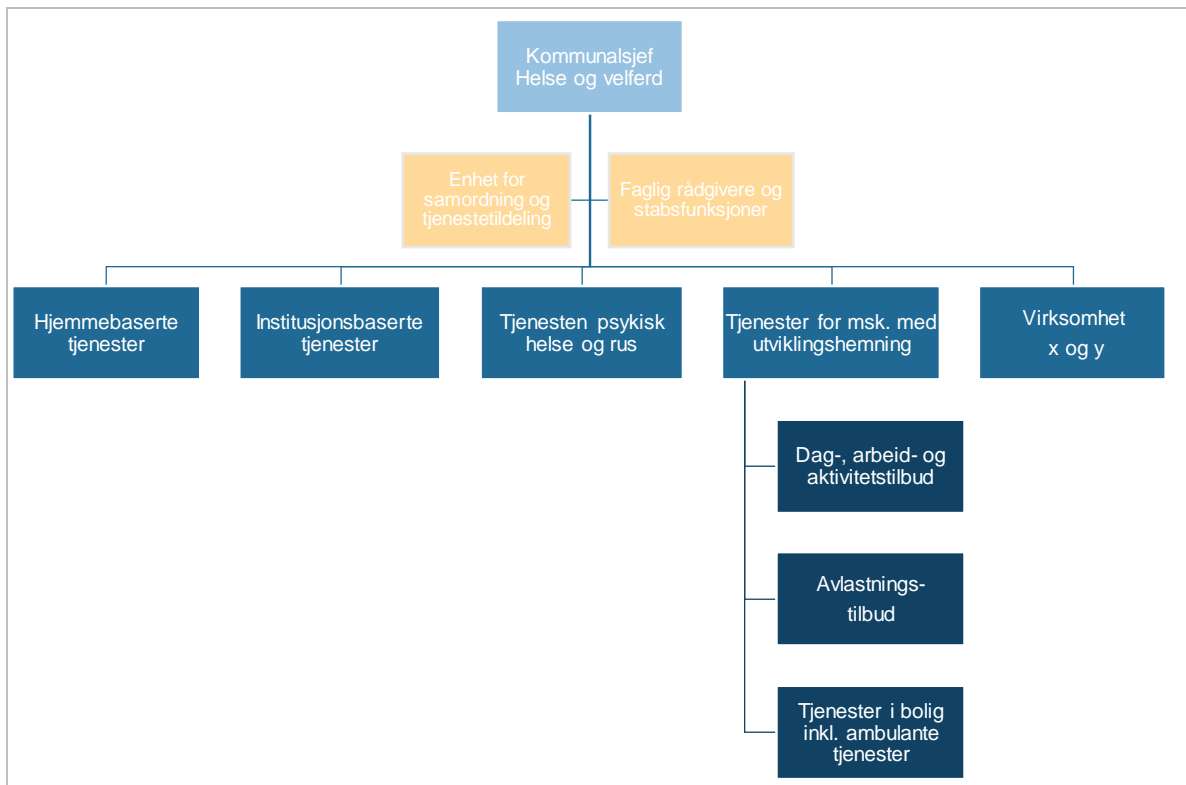 Kommunalsjef
Helse og velferd
Enhet for
samordning og
tjenestetildeling
Faglig rådgivere og
stabsfunksjoner
Hjemmebaserte
tjenester
Institusjonsbaserte
tjenester
Tjenesten psykisk
helse og rus
Tjenester for msk. med
utviklingshemning
Virksomhet
x og y
Dag-, arbeid- og
aktivitetstilbud
Avlastnings-
tilbud
Tjenester i bolig
inkl. ambulante
tjenester